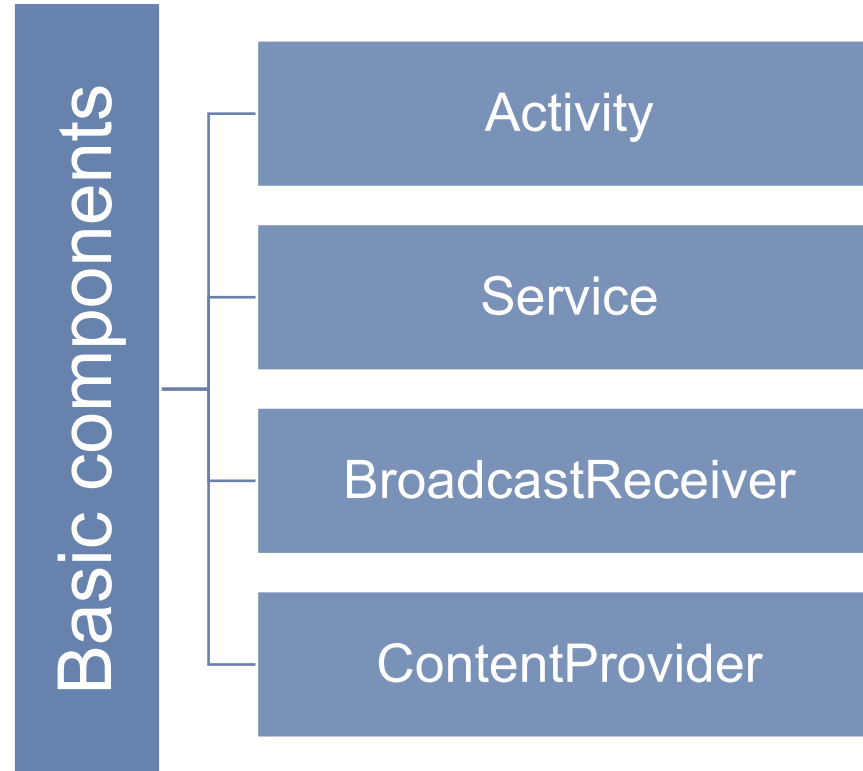 Basic components
Activity
Service
BroadcastReceiver
ContentProvider